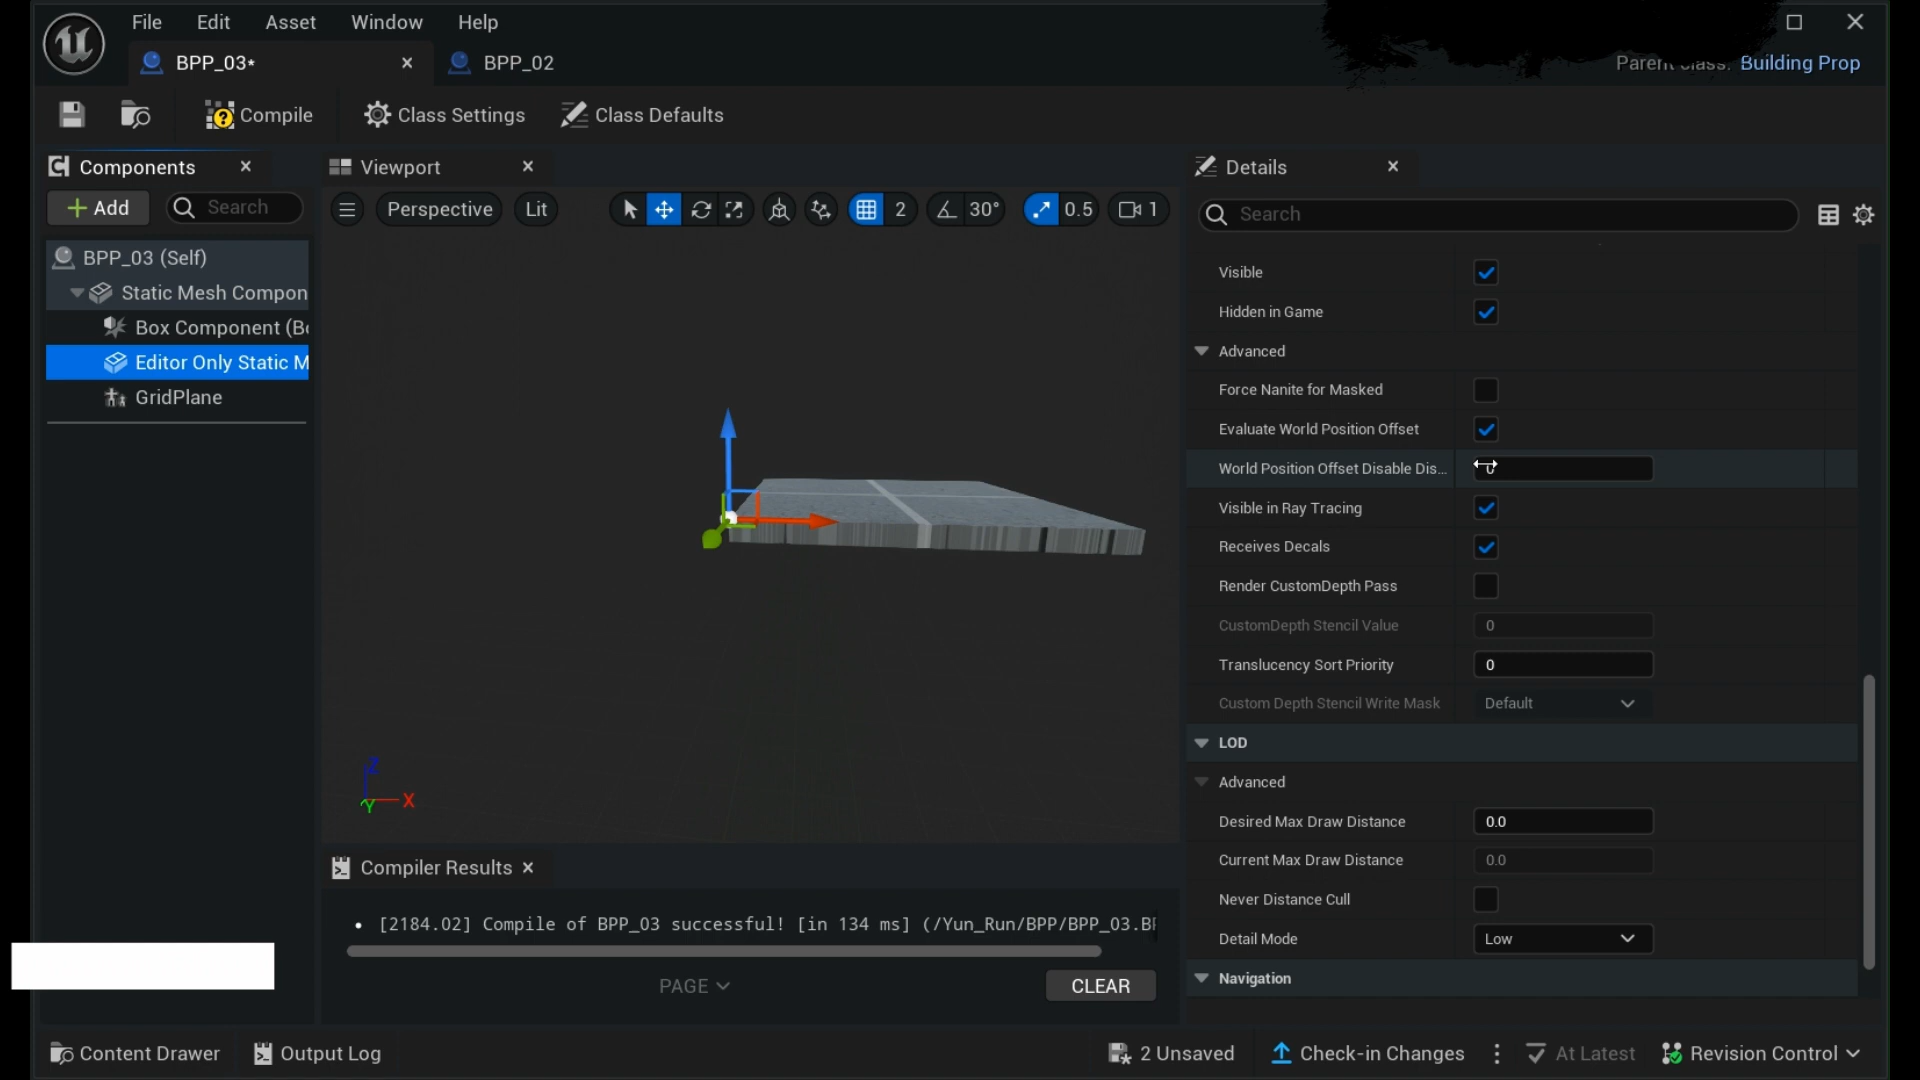 File Edit Asset Window Help
BPP_03* BPP_02
Parent class: Building Prop
Compile Class Settings Class Defaults
Components Viewport Details
Add Search
Perspective Lit 2 30° 0.5 1
Search
BPP_03 (Self)
Static Mesh Compon
Box Component (Bo
Editor Only Static M
GridPlane
Visible
Hidden in Game
Advanced
Force Nanite for Masked
Evaluate World Position Offset
World Position Offset Disable Dis...
Visible in Ray Tracing
Receives Decals
Render CustomDepth Pass
CustomDepth Stencil Value 0
Translucency Sort Priority 0
Custom Depth Stencil Write Mask Default
LOD
Advanced
Desired Max Draw Distance 0.0
Current Max Draw Distance 0.0
Never Distance Cull
Detail Mode Low
Navigation
Z
X
Y
Compiler Results
• [2184.02] Compile of BPP_03 successful! [in 134 ms] (/Yun_Run/BPP/BPP_03.BP
PAGE CLEAR
Content Drawer Output Log 2 Unsaved Check-in Changes At Latest Revision Control